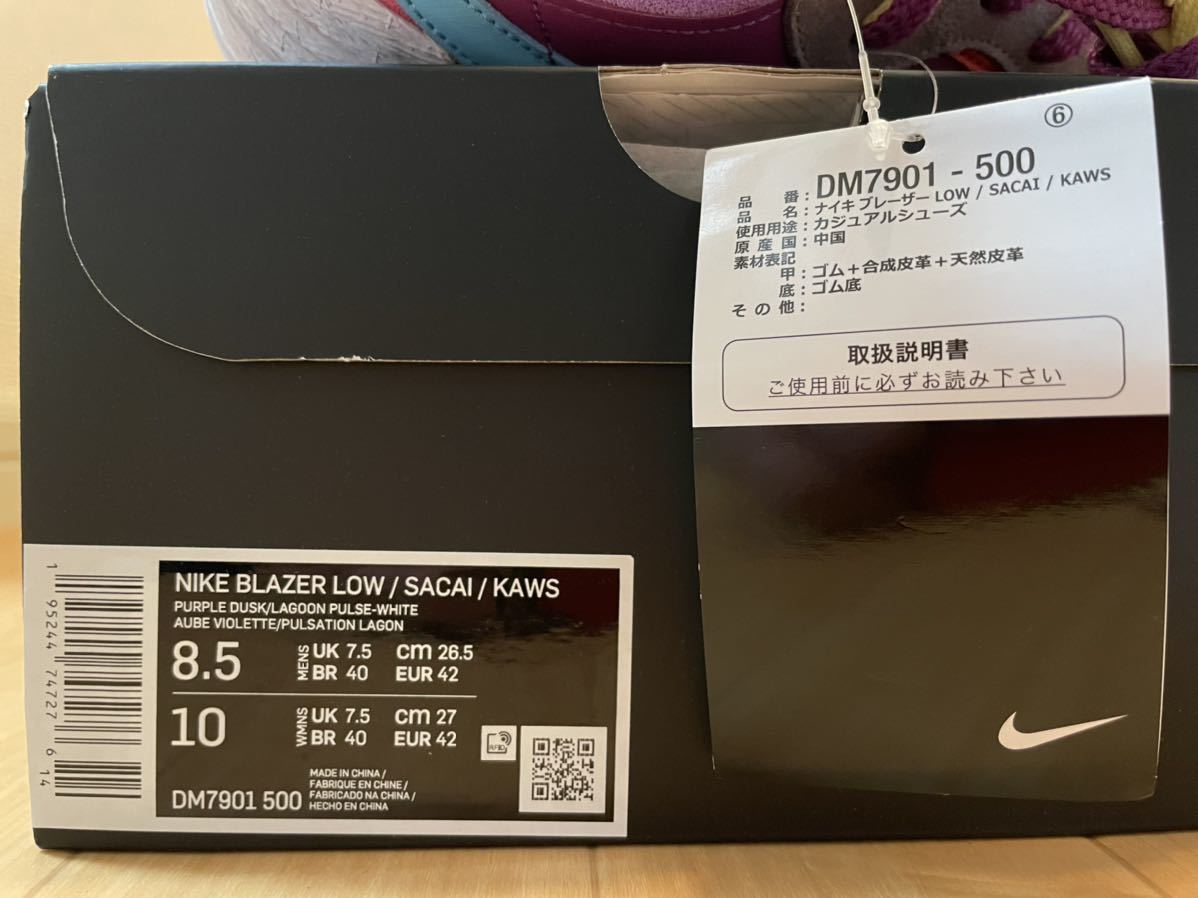 ⑥
品 番：DM7901 - 500
品 名：ナイキ ブレーザー LOW / SACAI / KAWS
使用用途：カジュアルシューズ
原 産 国：中国
素材表記
甲：ゴム＋合成皮革＋天然皮革
底：ゴム底
そ の 他：
取扱説明書
ご使用前に必ずお読み下さい
NIKE BLAZER LOW / SACAI / KAWS
PURPLE DUSK/LAGOON PULSE-WHITE
AUBE VIOLETTE/PULSATION LAGON
8.5 MENS UK 7.5 cm 26.5
BR 40 EUR 42
10 WMNS UK 7.5 cm 27
BR 40 EUR 42
RFID
DM7901 500
MADE IN CHINA /
FABRIQUE EN CHINE /
FABRICADO NA CHINA /
HECHO EN CHINA
1 95244 74727 6 14